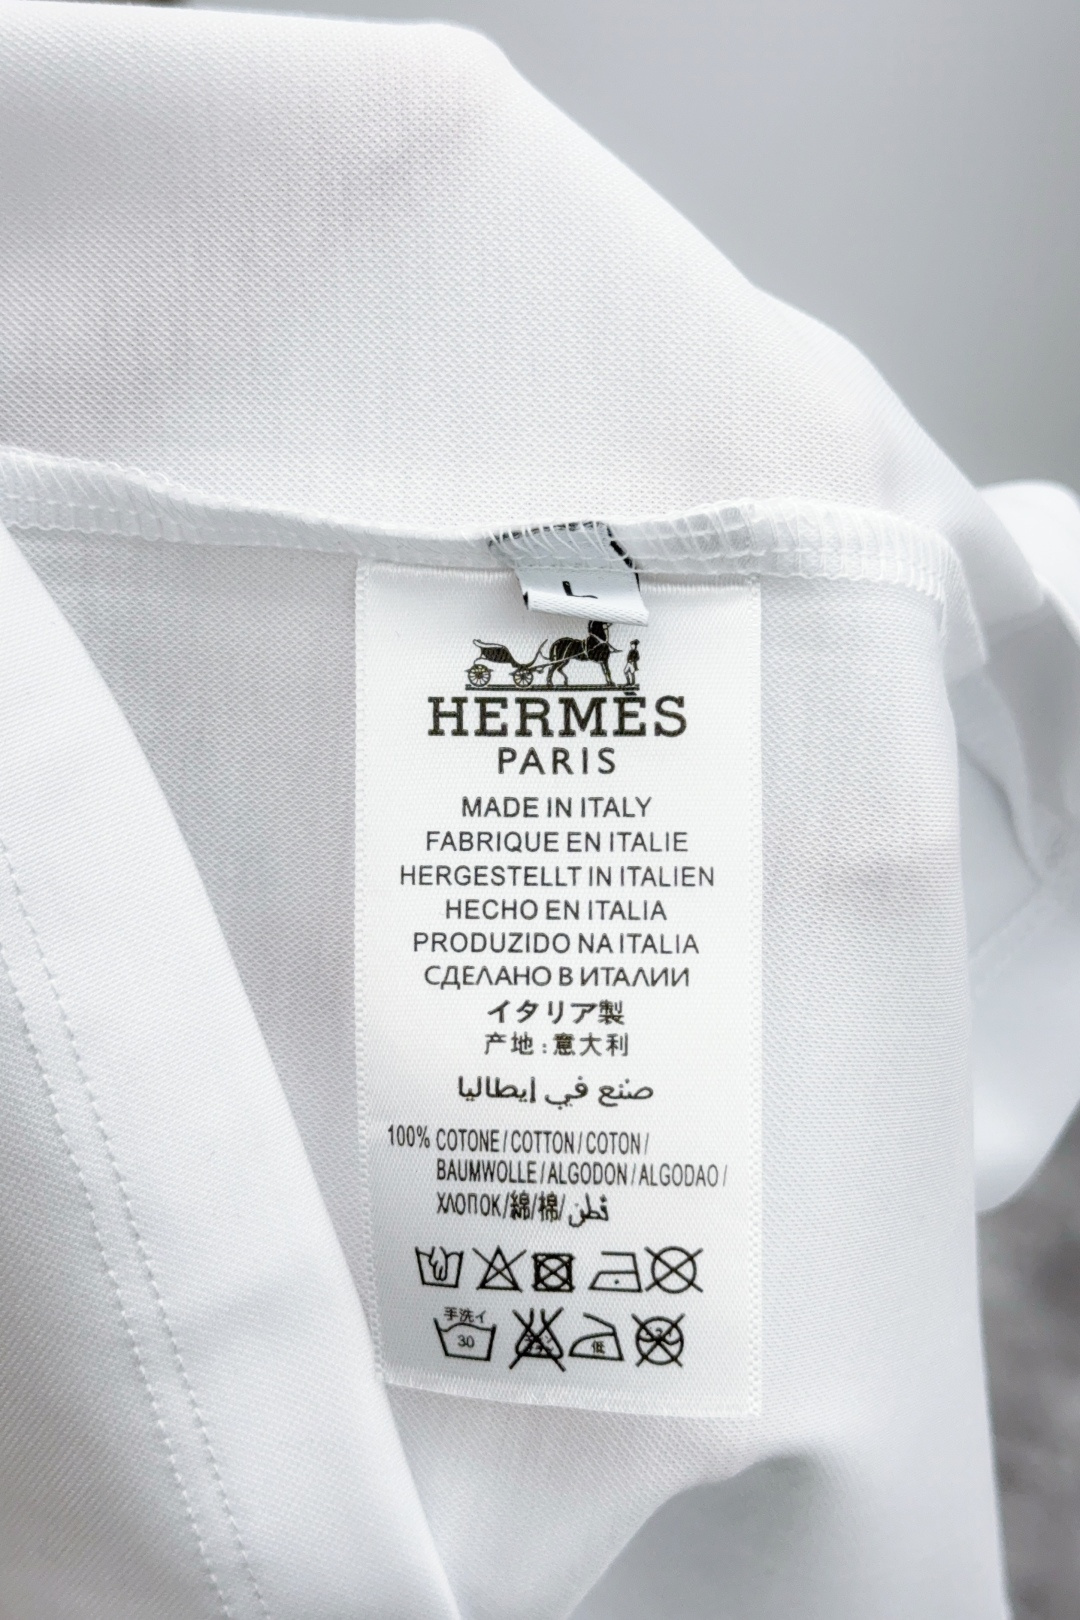 L
HERMÈS
PARIS
MADE IN ITALY
FABRIQUE EN ITALIE
HERGESTELLT IN ITALIEN
HECHO EN ITALIA
PRODUZIDO NA ITALIA
СДЕЛАНО В ИТАЛИИ
イタリア製
产地:意大利
صنع في إيطاليا
100% COTONE/COTTON/COTON/
BAUMWOLLE/ALGODON/ALGODAO/
ХЛОПОК/綿/棉/قطن
手洗イ
30
低